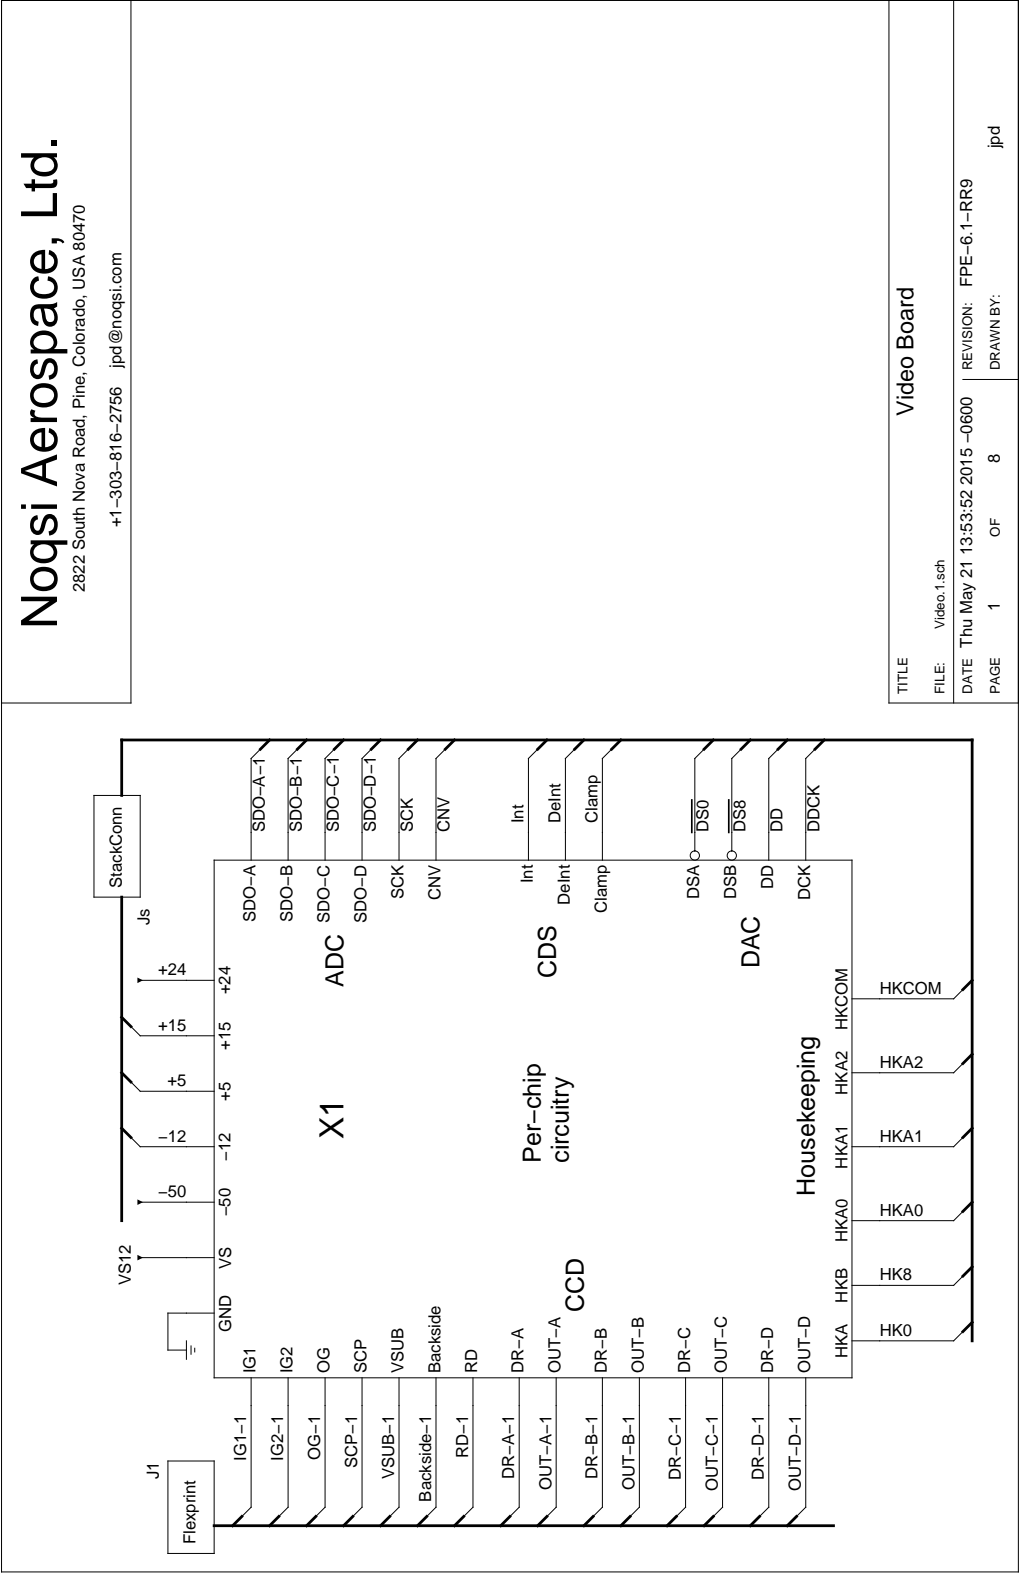 Noqsi Aerospace, Ltd.
2822 South Nova Road, Pine, Colorado, USA 80470
+1−303−816−2756 jpd@noqsi.com
J1
Flexprint
Js
StackConn
VS12
−50
−12
+5
+15
+24
GND
VS
−50
−12
+5
+15
+24
IG1−1
IG2−1
OG−1
SCP−1
VSUB−1
Backside−1
RD−1
DR−A−1
OUT−A−1
DR−B−1
OUT−B−1
DR−C−1
OUT−C−1
DR−D−1
OUT−D−1
IG1
IG2
OG
SCP
VSUB
Backside
RD
DR−A
OUT−A
DR−B
OUT−B
DR−C
OUT−C
DR−D
OUT−D
CCD
X1
Per−chip
circuitry
Housekeeping
ADC
CDS
DAC
SDO−A
SDO−B
SDO−C
SDO−D
SCK
CNV
Int
DeInt
Clamp
DSA
DSB
DD
DCK
SDO−A−1
SDO−B−1
SDO−C−1
SDO−D−1
SCK
CNV
Int
DeInt
Clamp
DS0
DS8
DD
DDCK
HKA
HKB
HKA0
HKA1
HKA2
HKCOM
HK0
HK8
HKA0
HKA1
HKA2
HKCOM
TITLE
Video Board
FILE: Video.1.sch
DATE Thu May 21 13:53:52 2015 −0600
REVISION: FPE−6.1−RR9
PAGE 1 OF 8
DRAWN BY: jpd